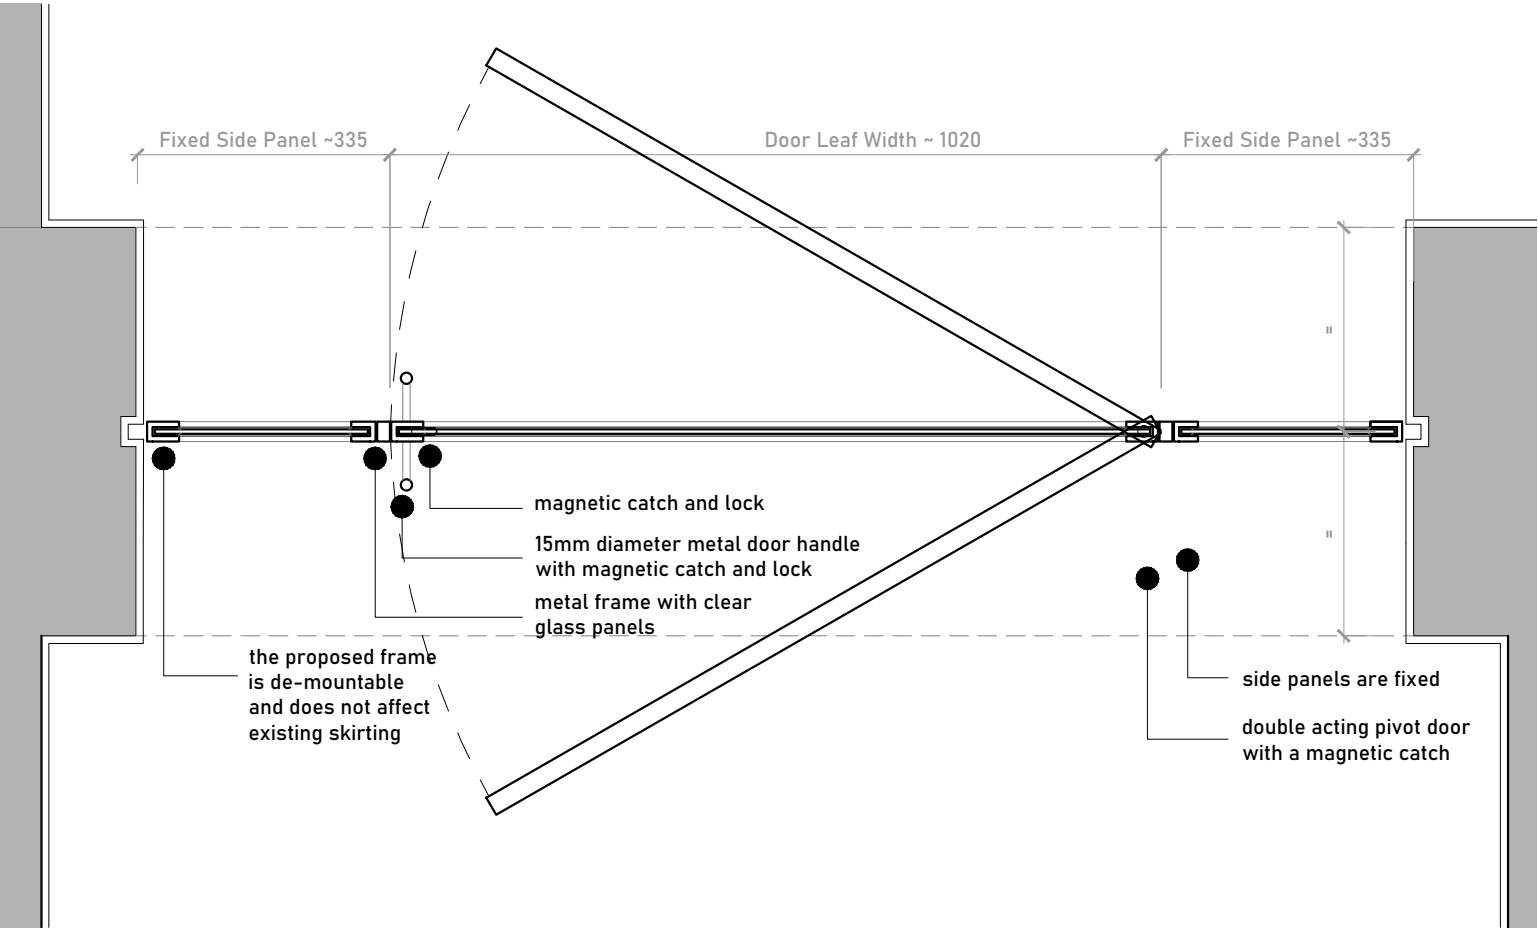 Fixed Side Panel ~335
Door Leaf Width ~ 1020
Fixed Side Panel ~335
"
"
magnetic catch and lock
15mm diameter metal door handle
with magnetic catch and lock
metal frame with clear
glass panels
the proposed frame
is de-mountable
and does not affect
existing skirting
side panels are fixed
double acting pivot door
with a magnetic catch